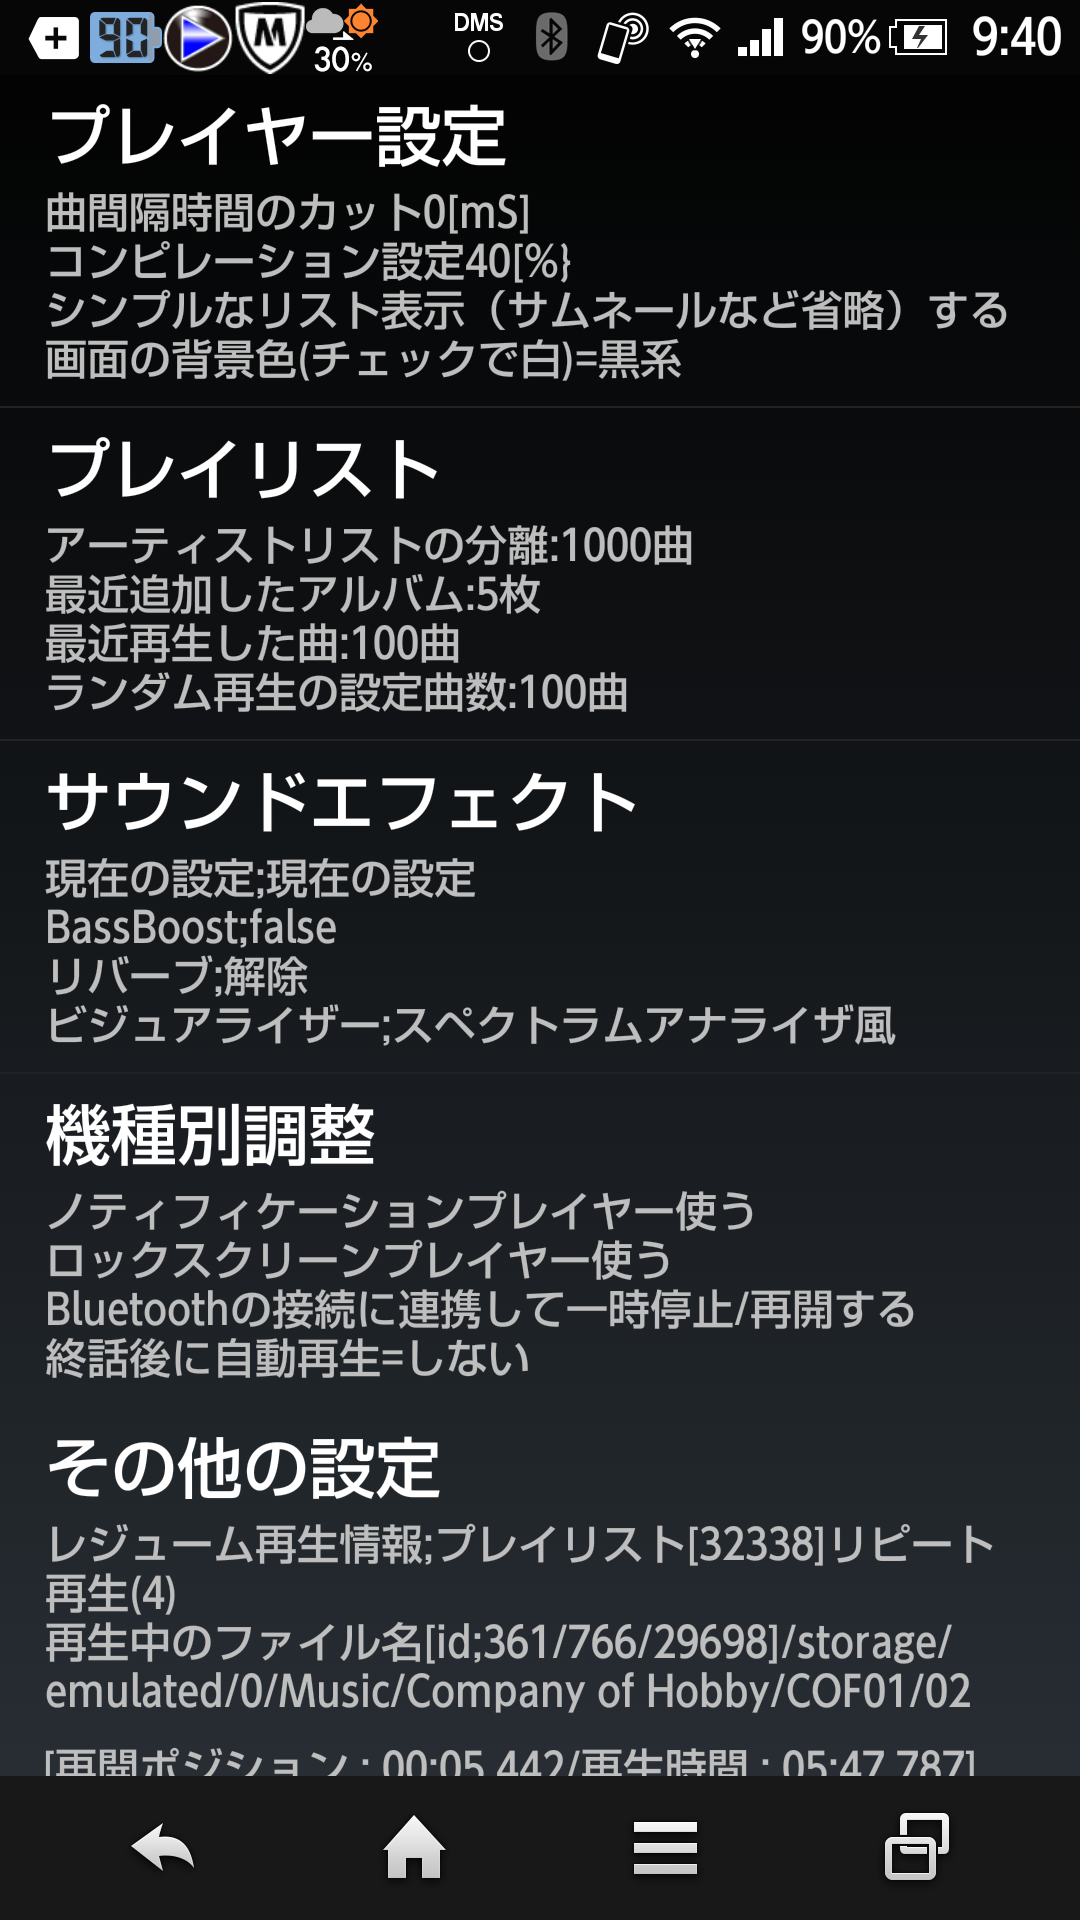 90
30%
DMS
90%
9:40
プレイヤー設定
曲間隔時間のカット0[mS]
コンピレーション設定40[%}
シンプルなリスト表示（サムネールなど省略）する
画面の背景色(チェックで白)=黒系
プレイリスト
アーティストリストの分離:1000曲
最近追加したアルバム:5枚
最近再生した曲:100曲
ランダム再生の設定曲数:100曲
サウンドエフェクト
現在の設定;現在の設定
BassBoost;false
リバーブ;解除
ビジュアライザー;スペクトラムアナライザ風
機種別調整
ノティフィケーションプレイヤー使う
ロックスクリーンプレイヤー使う
Bluetoothの接続に連携して一時停止/再開する
終話後に自動再生=しない
その他の設定
レジューム再生情報;プレイリスト[32338]リピート
再生(4)
再生中のファイル名[id;361/766/29698]/storage/
emulated/0/Music/Company of Hobby/COF01/02
[再開ポジション : 00:05 442/再生時間 : 05:47 787]